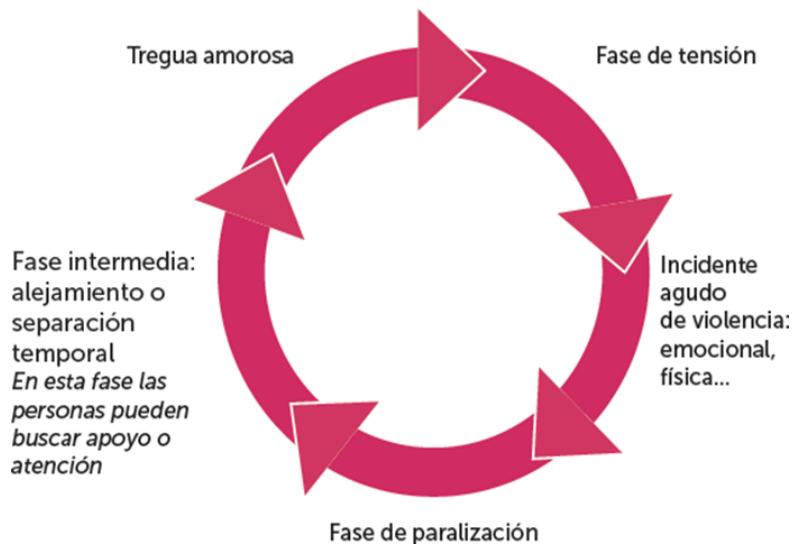 Tregua amorosa
Fase de tensión
Incidente
agudo
de violencia:
emocional,
física...
Fase de paralización
Fase intermedia:
alejamiento o
separación
temporal
En esta fase las
personas pueden
buscar apoyo o
atención